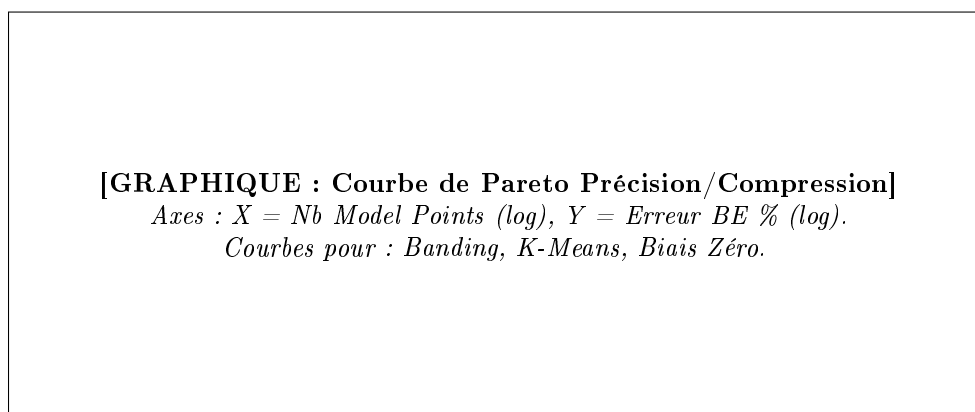 [GRAPHIQUE : Courbe de Pareto Précision/Compression]
Axes : X = Nb Model Points (log), Y = Erreur BE % (log).
Courbes pour : Banding, K-Means, Biais Zéro.